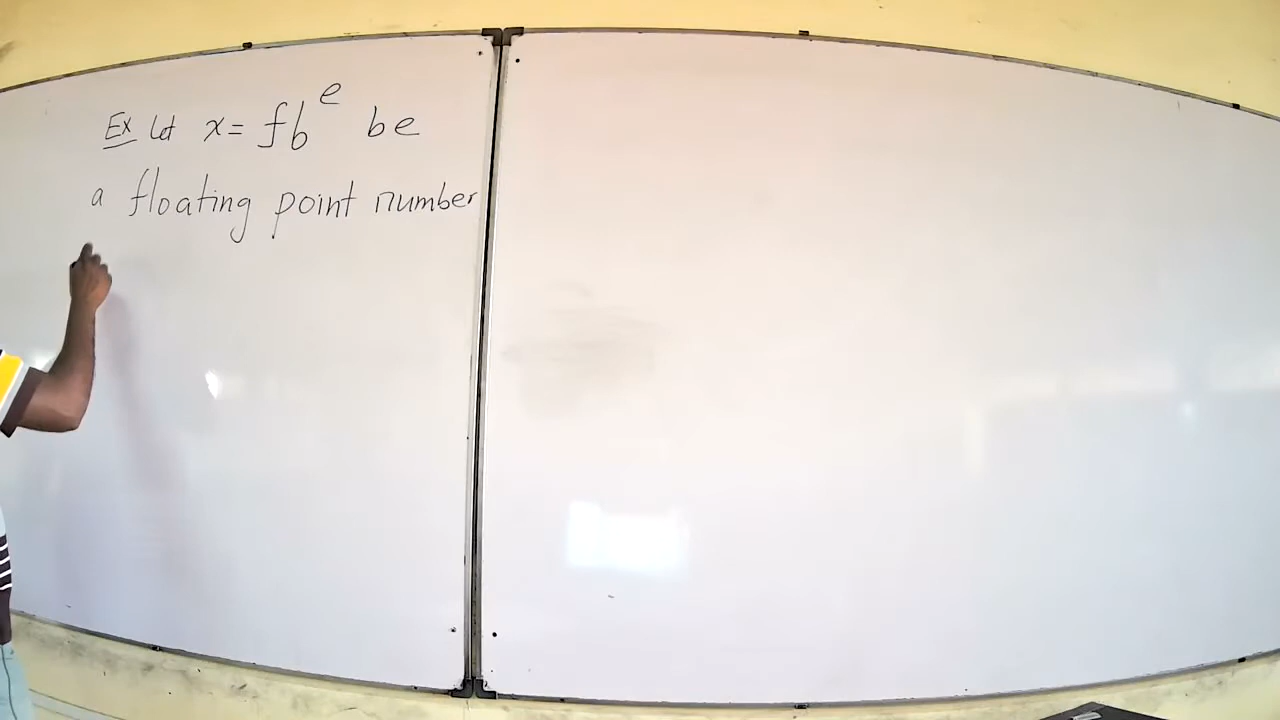 Ex Let x = fb^e be
a floating point number